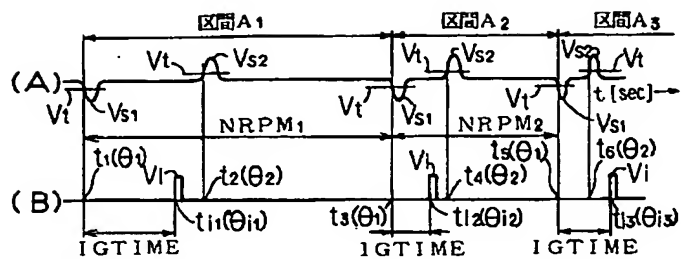 区間A1 区間A2 区間A3
Vt VS2 Vt VS2 VS2 Vt
(A) Vt VS1 Vt VS1 Vt VS1 t[sec]
NRPM1 NRPM2
t1(θ1) Vi t2(θ2) Vi t4(θ2) t5(θ1) t6(θ2) Vi
(B) ti1(θi1) t3(θ1) ti2(θi2) ti3(θi3)
IGTIME IGTIME IGTIME